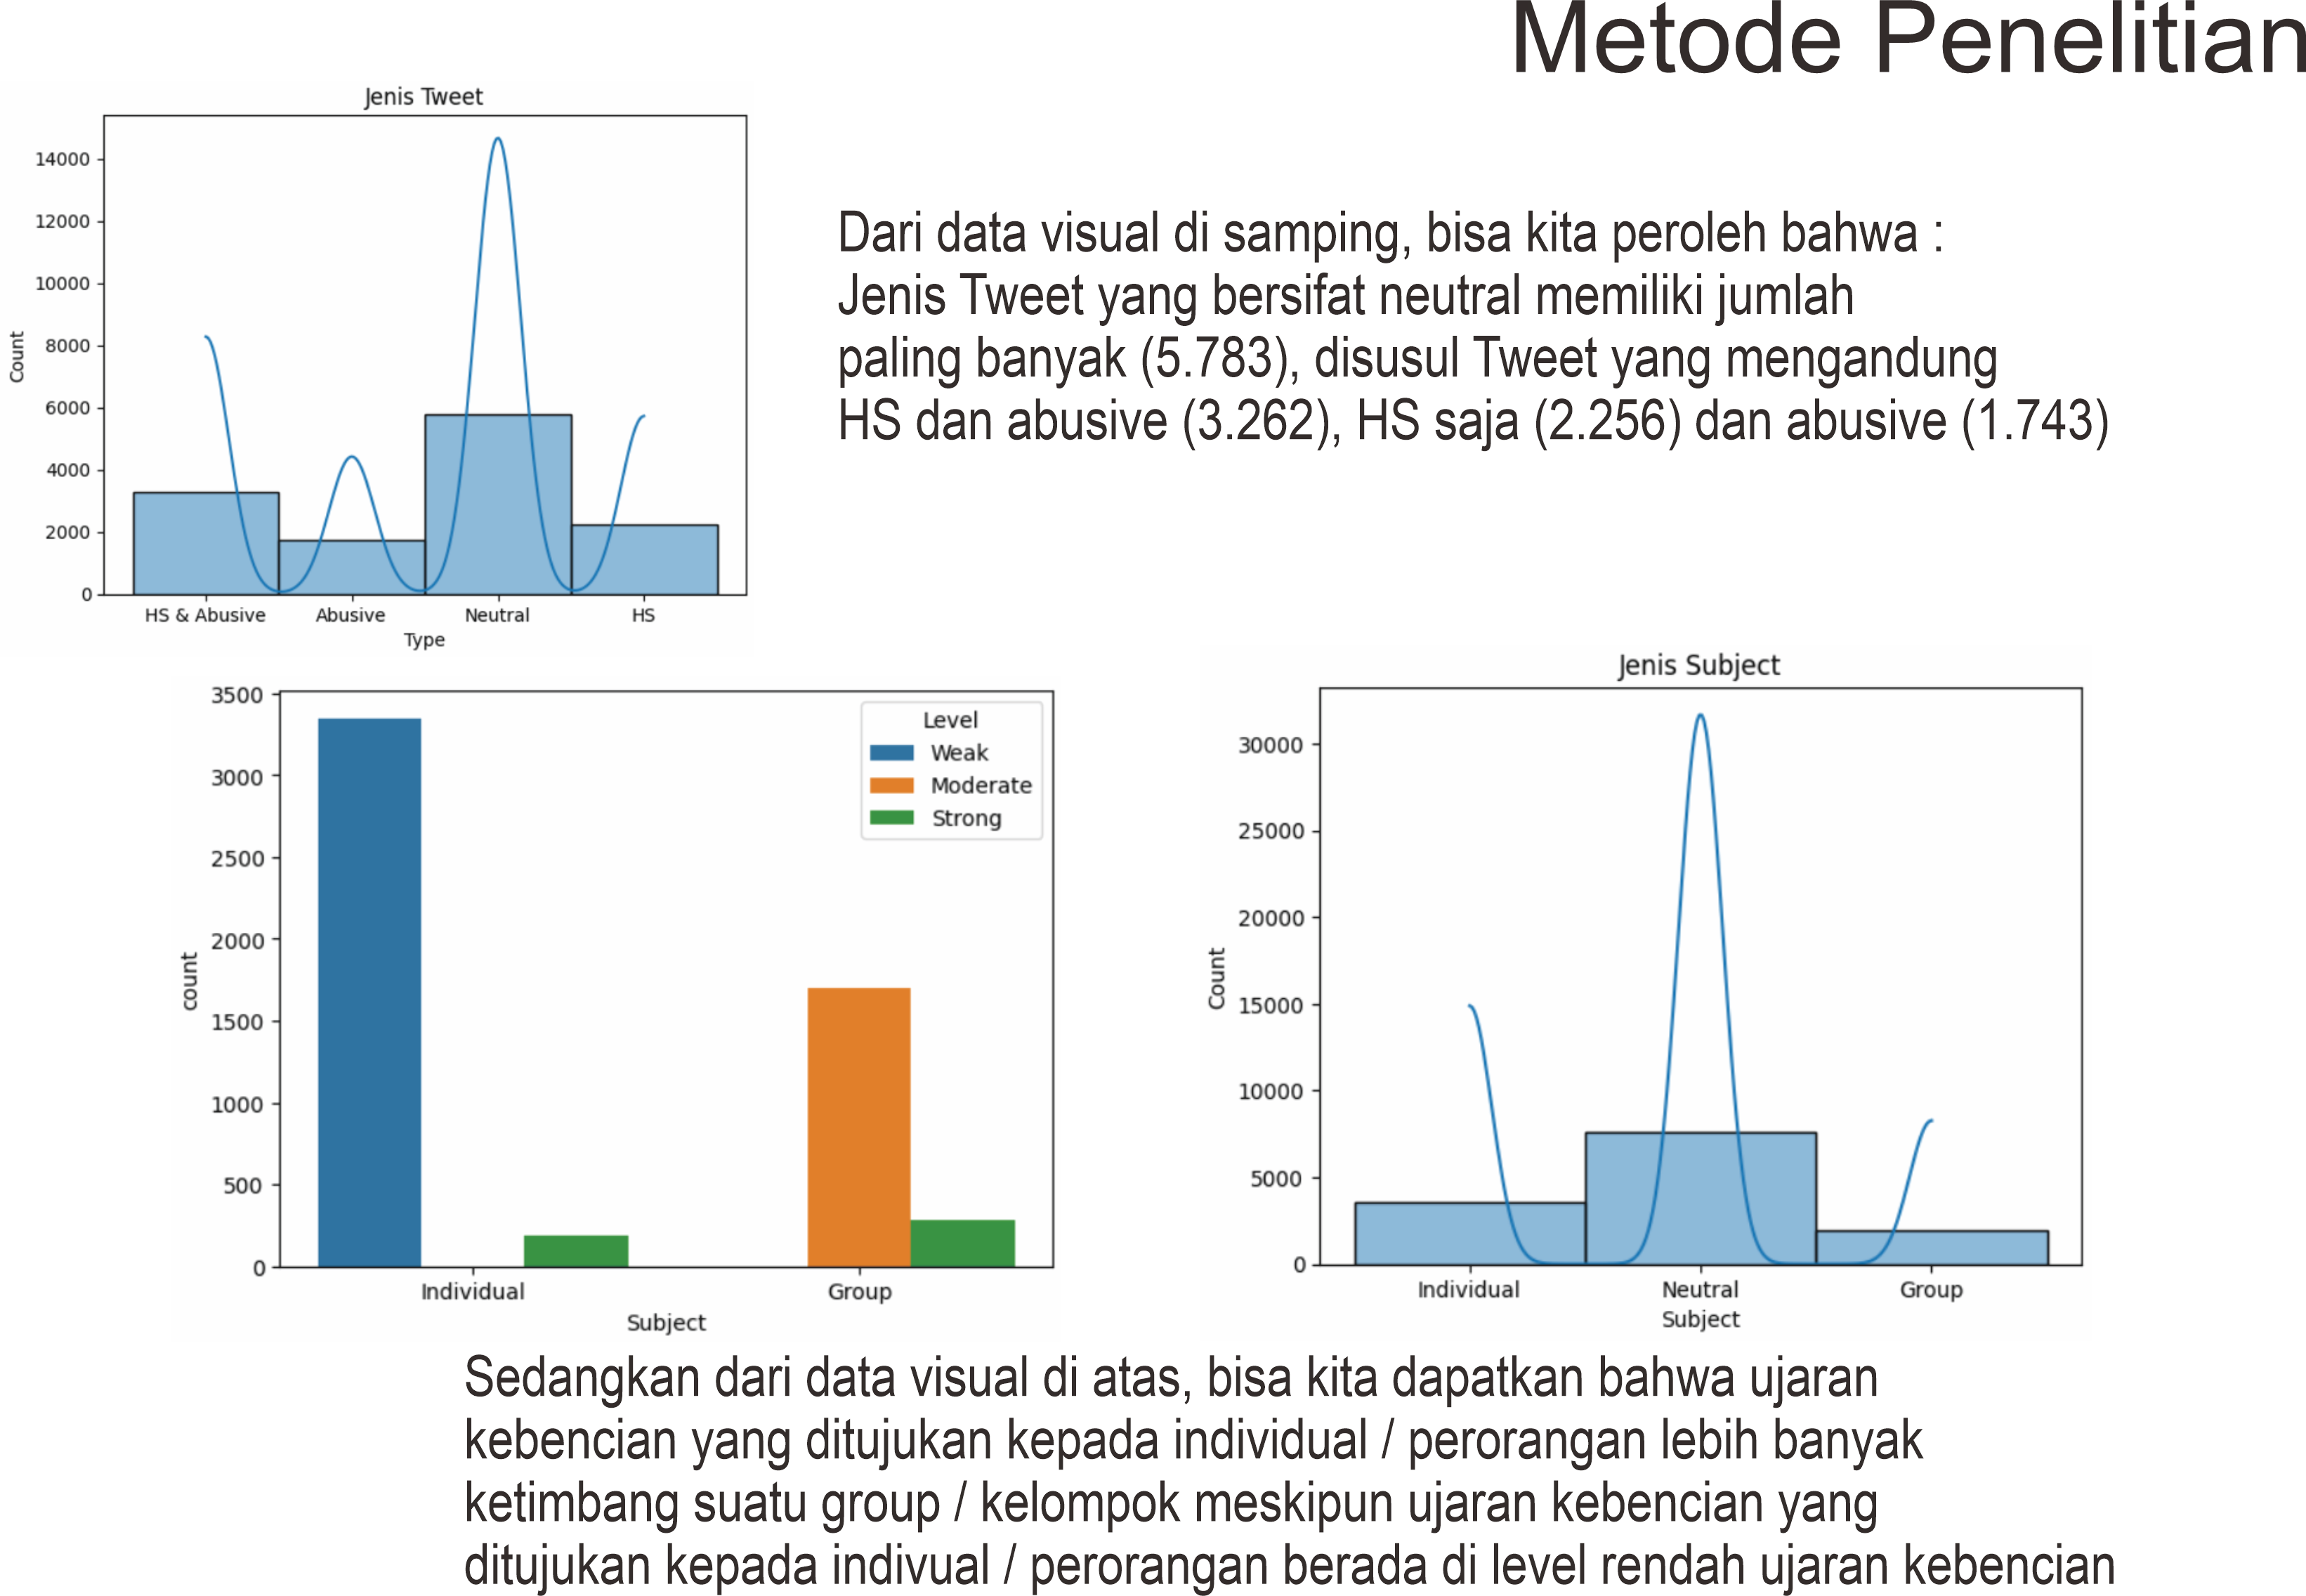 Metode Penelitian
Jenis Tweet
14000
12000
10000
8000
6000
4000
2000
0
Count
HS & Abusive Abusive Neutral HS
Type
Dari data visual di samping, bisa kita peroleh bahwa :
Jenis Tweet yang bersifat neutral memiliki jumlah
paling banyak (5.783), disusul Tweet yang mengandung
HS dan abusive (3.262), HS saja (2.256) dan abusive (1.743)
3500
3000
2500
2000
1500
1000
500
0
count
Level
Weak
Moderate
Strong
Individual Group
Subject
Jenis Subject
30000
25000
20000
15000
10000
5000
0
Count
Individual Neutral Group
Subject
Sedangkan dari data visual di atas, bisa kita dapatkan bahwa ujaran
kebencian yang ditujukan kepada individual / perorangan lebih banyak
ketimbang suatu group / kelompok meskipun ujaran kebencian yang
ditujukan kepada indivual / perorangan berada di level rendah ujaran kebencian